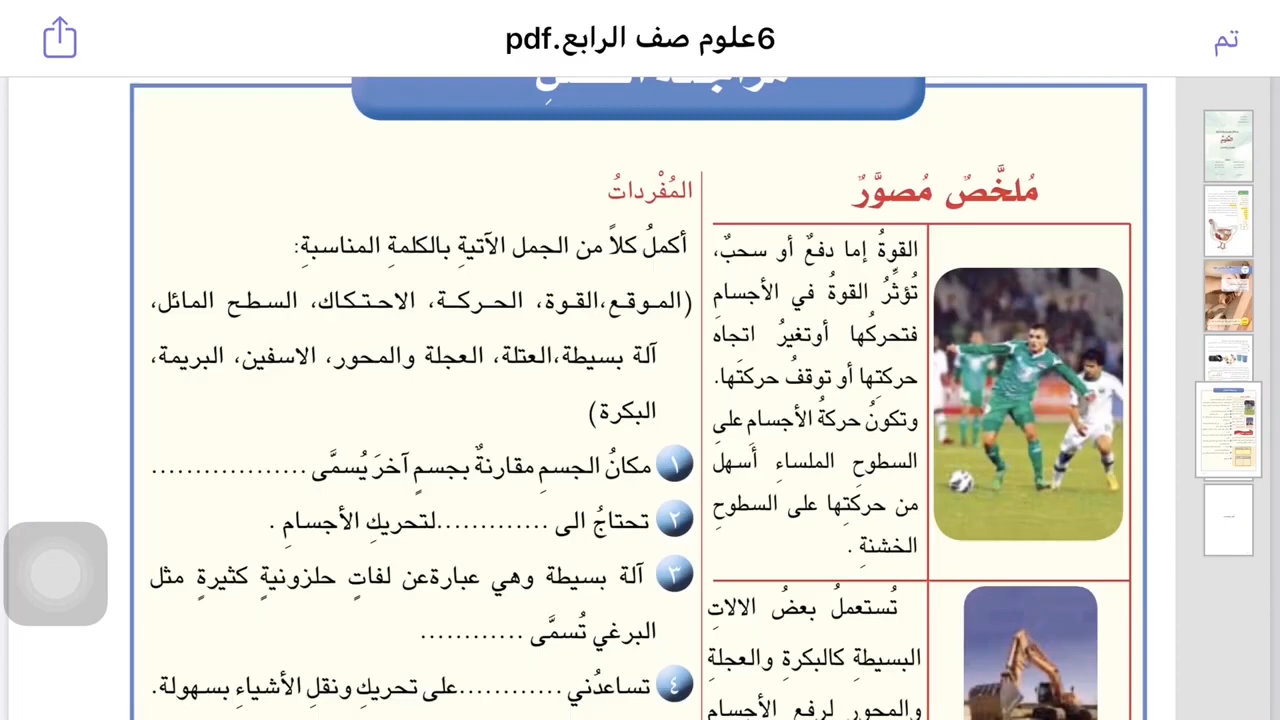 تم
6علوم صف الرابع.pdf
مُلخَّصٌ مُصوَّرٌ
القوةُ إما دفعٌ أو سحبٌ،
تُؤثِّرُ القوةُ في الأجسامِ
فتحركُها أوتغيرُ اتجاهَ
حركتِها أو توقفُ حركتَها.
وتكونُ حركةُ الأجسامِ على
السطوحِ الملساءِ أسهلَ
من حركتِها على السطوحِ
الخشنةِ .
تُستعملُ بعضُ الالاتِ
البسيطةِ كالبكرةِ والعجلةِ
والمحورِ لرفعِ الأجسامِ
المُفْرداتُ
أكملُ كلاً من الجمل الآتيةِ بالكلمةِ المناسبةِ:
(الموقع،القوة، الحركة، الاحتكاك، السطح المائل،
آلة بسيطة،العتلة، العجلة والمحور، الاسفين، البريمة،
البكرة)
١ مكانُ الجسمِ مقارنةٌ بجسمٍ آخرَ يُسمَّى ..................
٢ تحتاجُ الى .............لتحريكِ الأجسامِ .
٣ آلة بسيطة وهي عبارةعن لفاتٍ حلزونيةٍ كثيرةٍ مثل
البرغي تُسمَّى ............
٤ تساعدُني ............على تحريكِ ونقلِ الأشياءِ بسهولة.